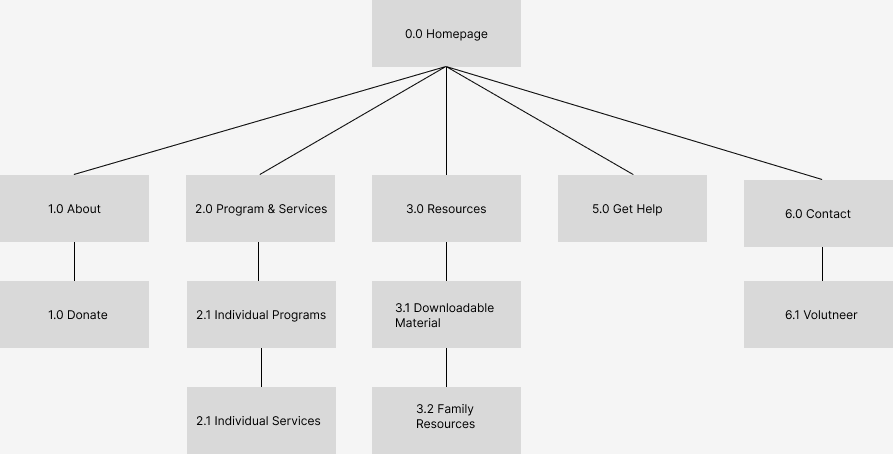 0.0 Homepage
1.0 About
2.0 Program & Services
3.0 Resources
5.0 Get Help
6.0 Contact
1.0 Donate
2.1 Individual Programs
3.1 Downloadable
Material
6.1 Volutneer
2.1 Individual Services
3.2 Family
Resources